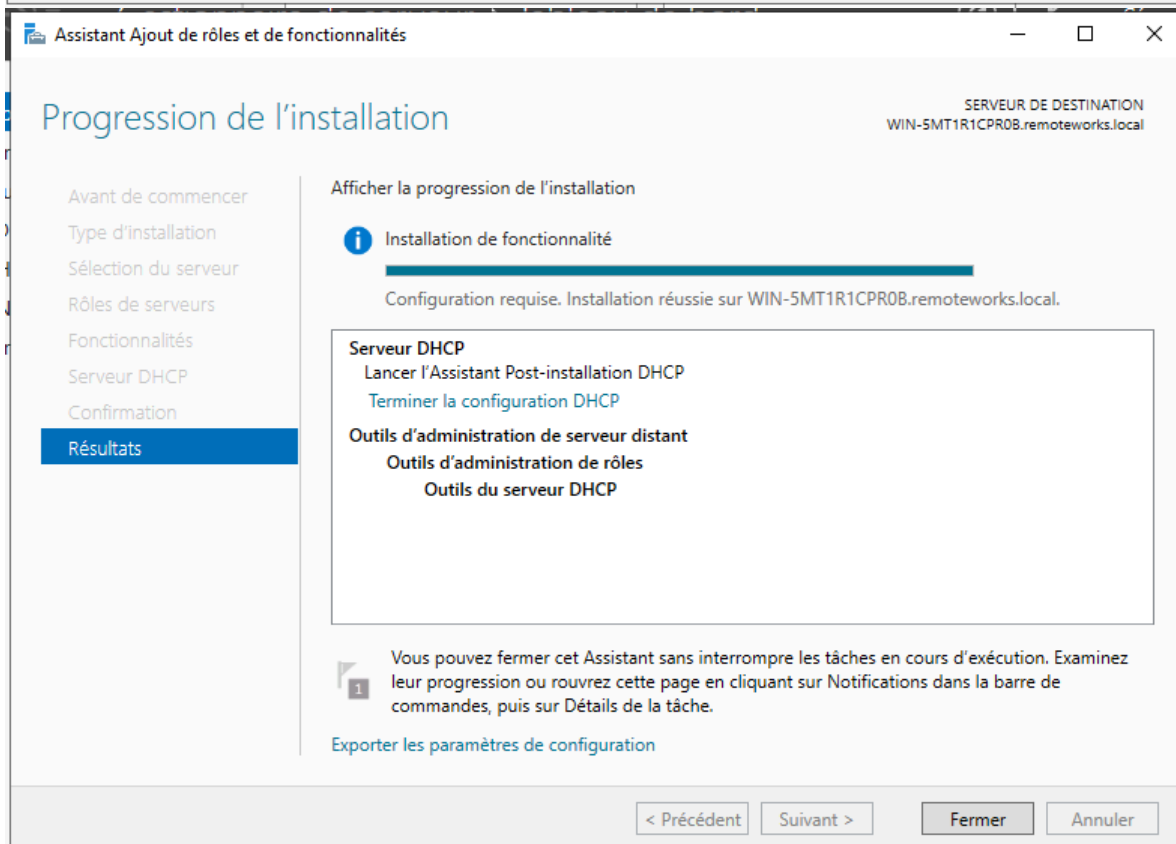 Assistant Ajout de rôles et de fonctionnalités
Progression de l'installation
SERVEUR DE DESTINATION
WIN-5MT1R1CPR0B.remoteworks.local
Avant de commencer
Type d'installation
Sélection du serveur
Rôles de serveurs
Fonctionnalités
Serveur DHCP
Confirmation
Résultats
Afficher la progression de l'installation
Installation de fonctionnalité
Configuration requise. Installation réussie sur WIN-5MT1R1CPR0B.remoteworks.local.
Serveur DHCP
Lancer l'Assistant Post-installation DHCP
Terminer la configuration DHCP
Outils d'administration de serveur distant
Outils d'administration de rôles
Outils du serveur DHCP
1
Vous pouvez fermer cet Assistant sans interrompre les tâches en cours d'exécution. Examinez
leur progression ou rouvrez cette page en cliquant sur Notifications dans la barre de
commandes, puis sur Détails de la tâche.
Exporter les paramètres de configuration
< Précédent
Suivant >
Fermer
Annuler